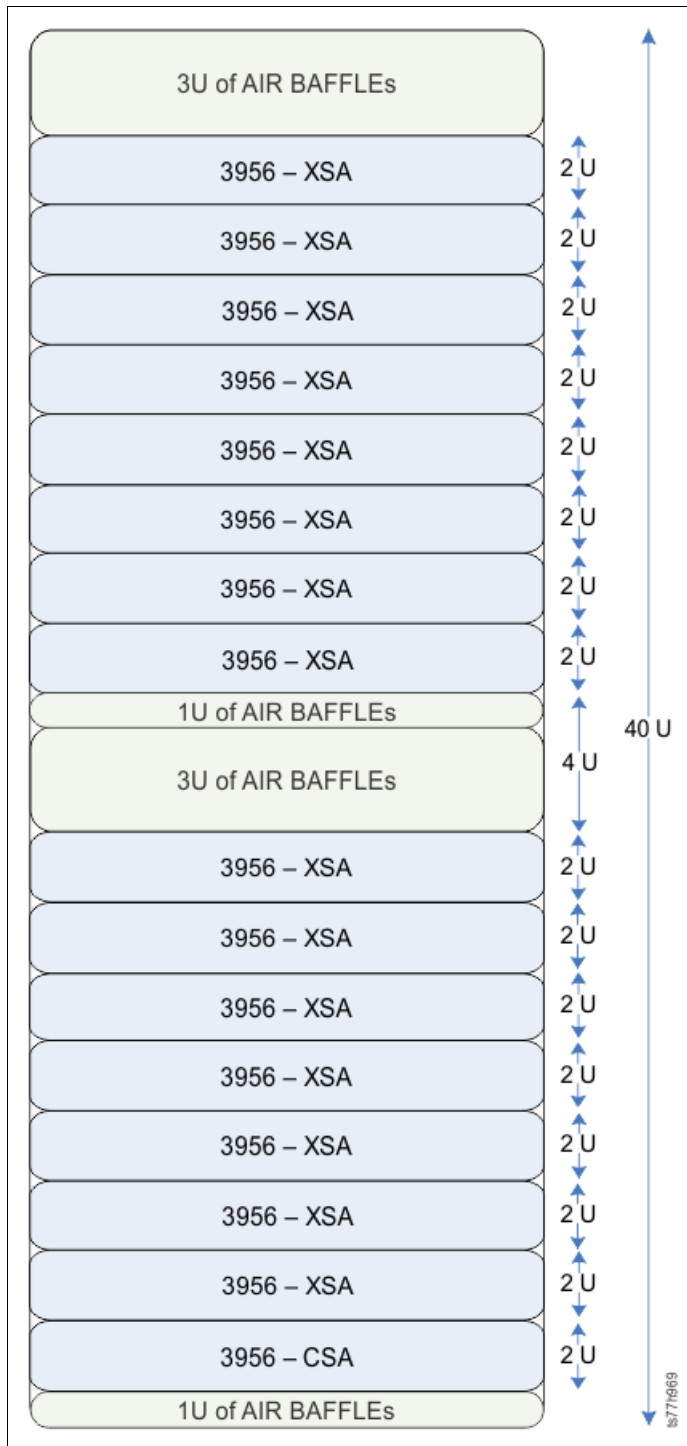 3U of AIR BAFFLEs
3956 – XSA
2 U
3956 – XSA
2 U
3956 – XSA
2 U
3956 – XSA
2 U
3956 – XSA
2 U
3956 – XSA
2 U
3956 – XSA
2 U
3956 – XSA
2 U
1U of AIR BAFFLEs
40 U
4 U
3U of AIR BAFFLEs
3956 – XSA
2 U
3956 – XSA
2 U
3956 – XSA
2 U
3956 – XSA
2 U
3956 – XSA
2 U
3956 – XSA
2 U
3956 – XSA
2 U
3956 – CSA
2 U
1U of AIR BAFFLEs
ts77h969